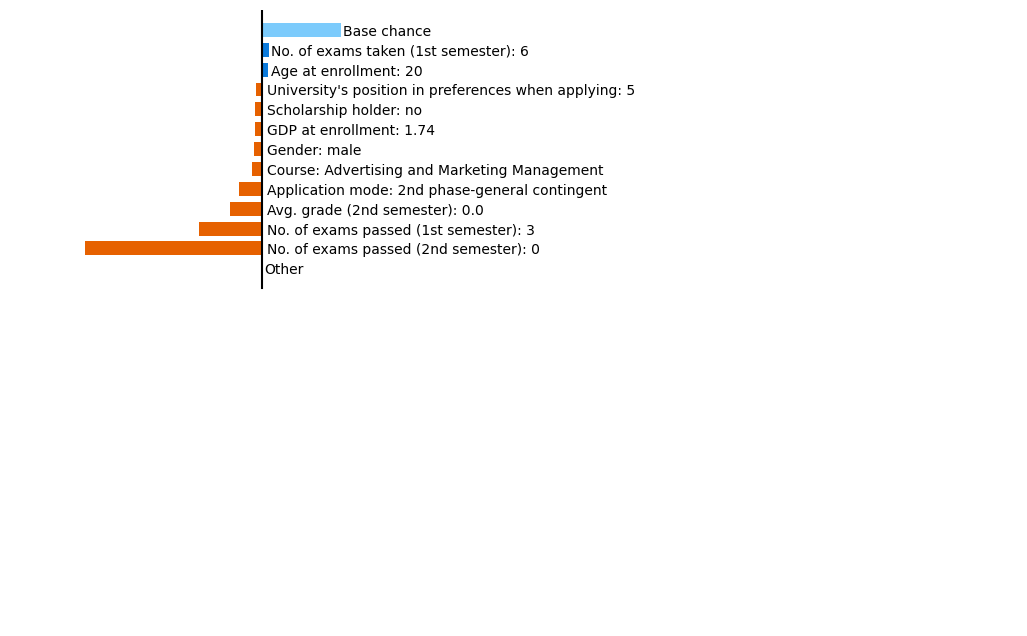 Base chance
No. of exams taken (1st semester): 6
Age at enrollment: 20
University's position in preferences when applying: 5
Scholarship holder: no
GDP at enrollment: 1.74
Gender: male
Course: Advertising and Marketing Management
Application mode: 2nd phase-general contingent
Avg. grade (2nd semester): 0.0
No. of exams passed (1st semester): 3
No. of exams passed (2nd semester): 0
Other